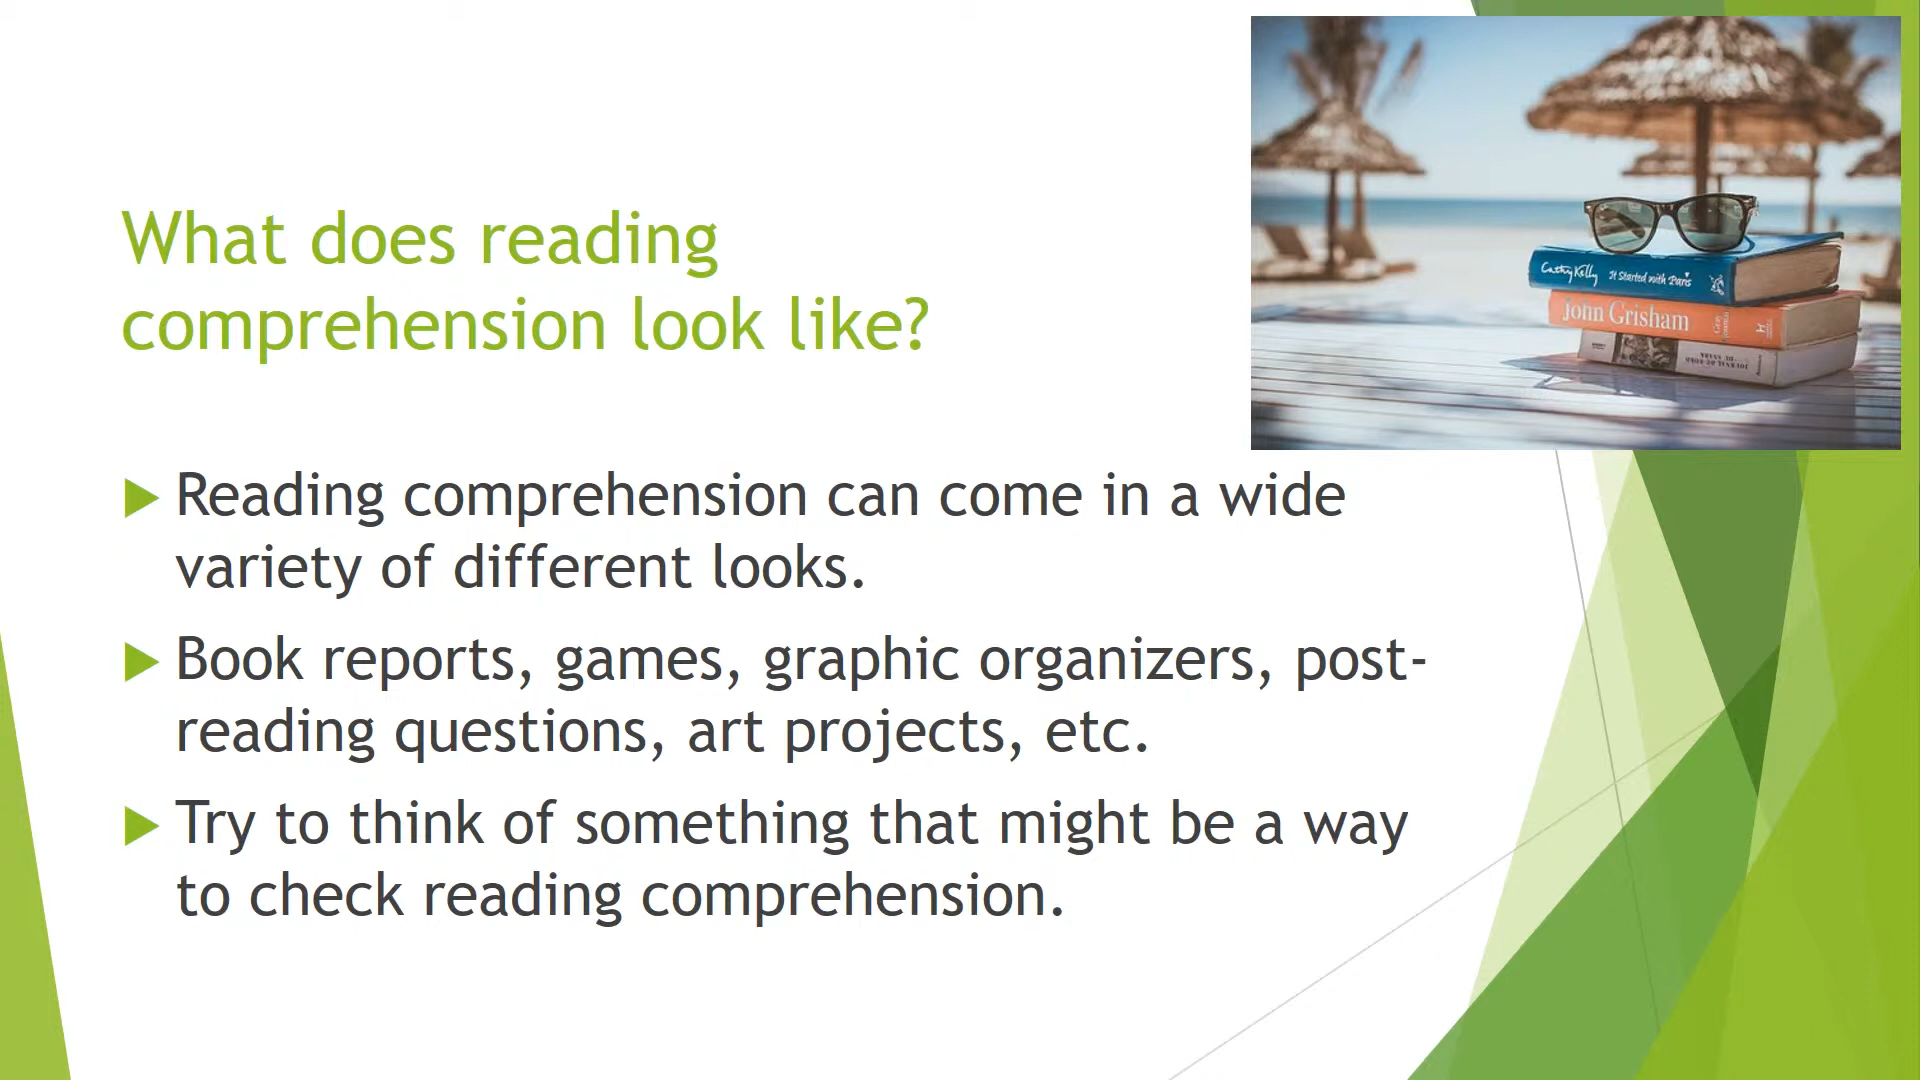 What does reading
comprehension look like?
Cathy Kelly It Started with Paris
John Grisham
Reading comprehension can come in a wide
variety of different looks.
Book reports, games, graphic organizers, post-
reading questions, art projects, etc.
Try to think of something that might be a way
to check reading comprehension.